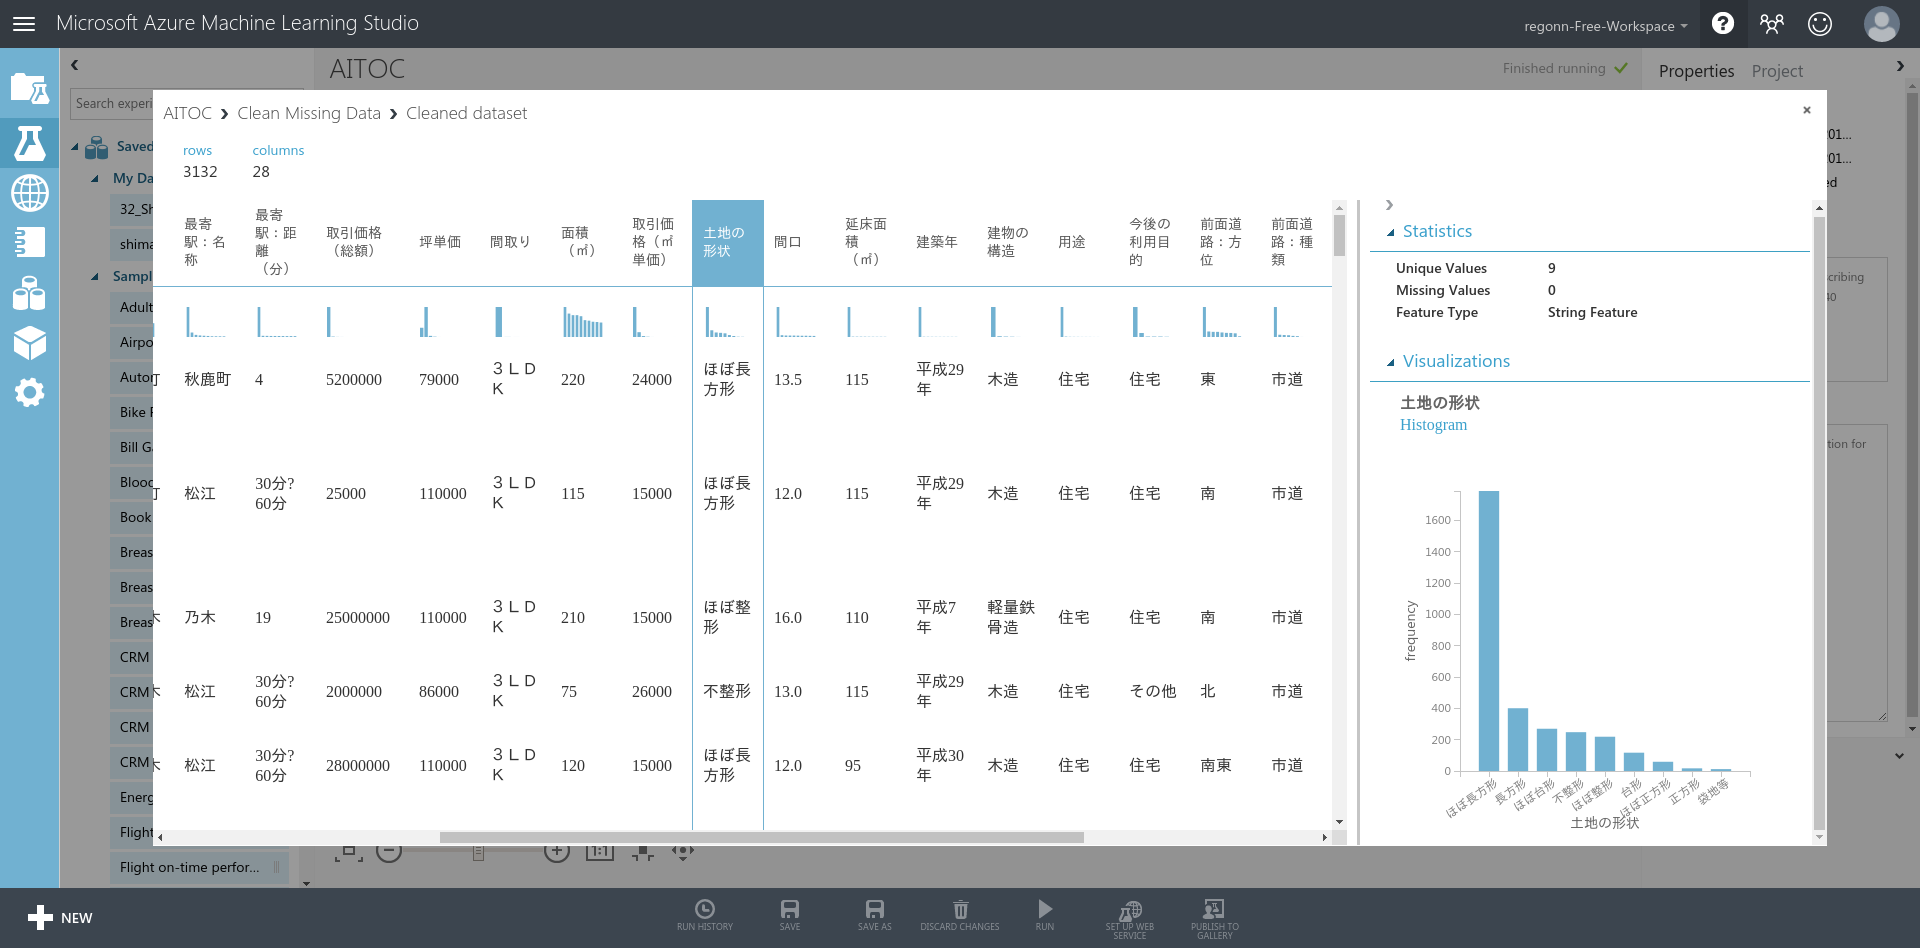 Microsoft Azure Machine Learning Studio
regonn-Free-Workspace
AITOC
Finished running
Properties Project
Search experi
Saved
My Da
32_Sh
shima
Sampl
Adult
Airpo
Auton
Bike F
Bill Ga
Blood
Book
Breas
Breas
Breas
CRM
CRM
CRM
CRM
Energ
Flight
Flight on-time perfor...
AITOC > Clean Missing Data > Cleaned dataset
rows columns
3132 28
最寄駅：名称
最寄駅：距離（分）
取引価格（総額）
坪単価
間取り
面積（㎡）
取引価格（㎡単価）
土地の形状
間口
延床面積（㎡）
建築年
建物の構造
用途
今後の利用目的
前面道路：方位
前面道路：種類
秋鹿町 4 5200000 79000 ３ＬＤＫ 220 24000 ほぼ長方形 13.5 115 平成29年 木造 住宅 住宅 東 市道
松江 30分?60分 25000 110000 ３ＬＤＫ 115 15000 ほぼ長方形 12.0 115 平成29年 木造 住宅 住宅 南 市道
乃木 19 25000000 110000 ３ＬＤＫ 210 15000 ほぼ整形 16.0 110 平成7年 軽量鉄骨造 住宅 住宅 南 市道
松江 30分?60分 2000000 86000 ３ＬＤＫ 75 26000 不整形 13.0 115 平成29年 木造 住宅 その他 北 市道
松江 30分?60分 28000000 110000 ３ＬＤＫ 120 15000 ほぼ長方形 12.0 95 平成30年 木造 住宅 住宅 南東 市道
Statistics
Unique Values 9
Missing Values 0
Feature Type String Feature
Visualizations
土地の形状
Histogram
frequency
1600
1400
1200
1000
800
600
400
200
0
ほぼ長方形 長方形 ほぼ台形 不整形 ほぼ整形 台形 ほぼ正方形 正方形 袋地等
土地の形状
01...
01...
ed
scribing
40
tion for
1:1
NEW
RUN HISTORY
SAVE
SAVE AS
DISCARD CHANGES
RUN
SET UP WEB SERVICE
PUBLISH TO GALLERY